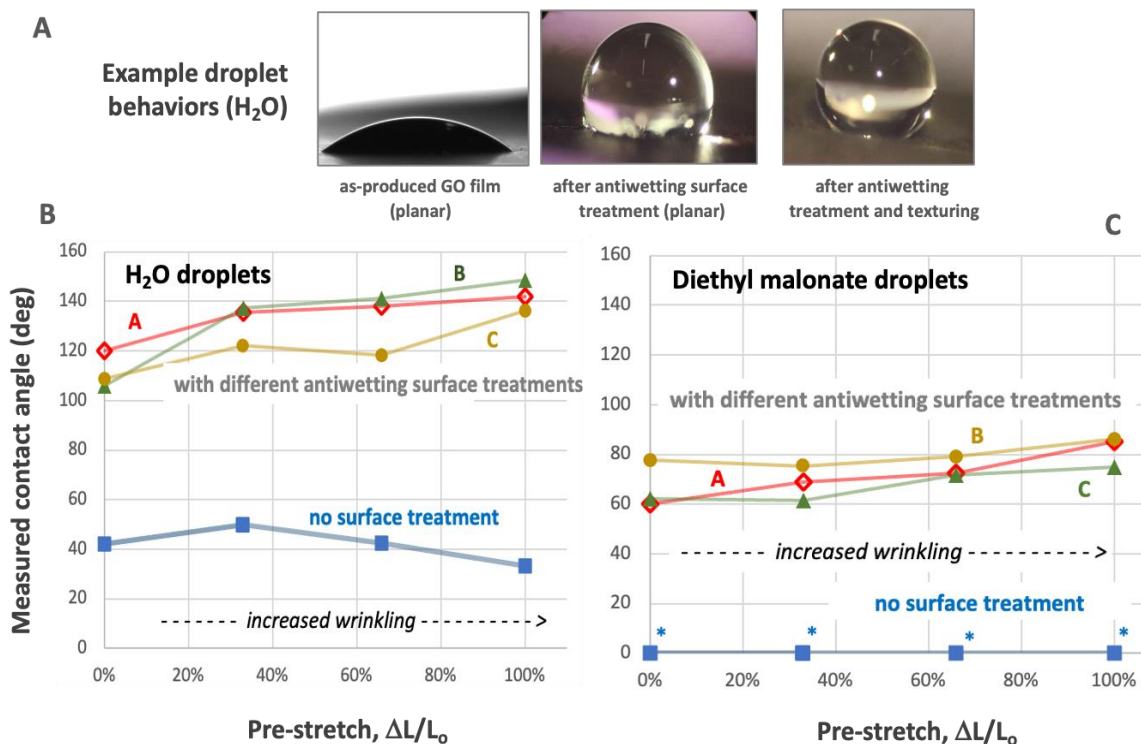 A
Example droplet
behaviors (H₂O)
as-produced GO film
(planar)
after antiwetting surface
treatment (planar)
after antiwetting
treatment and texturing
B
Measured contact angle (deg)
160
140
120
100
80
60
40
20
0
H₂O droplets
A
B
C
with different antiwetting surface treatments
no surface treatment
increased wrinkling
0%
20%
40%
60%
80%
100%
Pre-stretch, ΔL/Lₒ
C
160
140
120
100
80
60
40
20
0
Diethyl malonate droplets
with different antiwetting surface treatments
A
B
C
increased wrinkling
no surface treatment
* * * *
0%
20%
40%
60%
80%
100%
Pre-stretch, ΔL/Lₒ